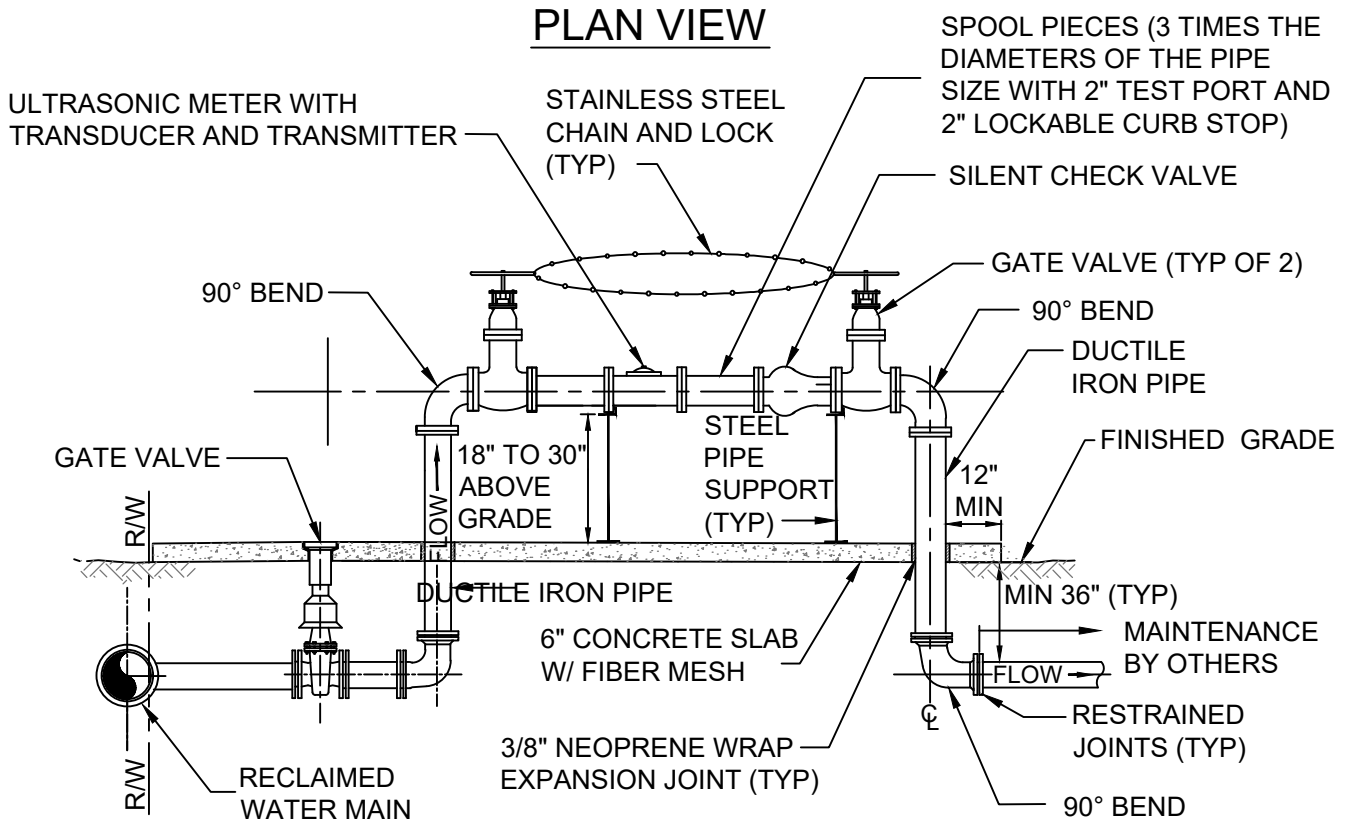 PLAN VIEW
SPOOL PIECES (3 TIMES THE
DIAMETERS OF THE PIPE
SIZE WITH 2" TEST PORT AND
2" LOCKABLE CURB STOP)
ULTRASONIC METER WITH
TRANSDUCER AND TRANSMITTER
STAINLESS STEEL
CHAIN AND LOCK
(TYP)
SILENT CHECK VALVE
GATE VALVE (TYP OF 2)
90° BEND
90° BEND
DUCTILE
IRON PIPE
FINISHED GRADE
GATE VALVE
18" TO 30"
ABOVE
GRADE
STEEL
PIPE
SUPPORT
(TYP)
12"
MIN
R/W
FLOW
DUCTILE IRON PIPE
MIN 36" (TYP)
6" CONCRETE SLAB
W/ FIBER MESH
MAINTENANCE
BY OTHERS
FLOW
℄
RESTRAINED
JOINTS (TYP)
3/8" NEOPRENE WRAP
EXPANSION JOINT (TYP)
R/W
RECLAIMED
WATER MAIN
90° BEND